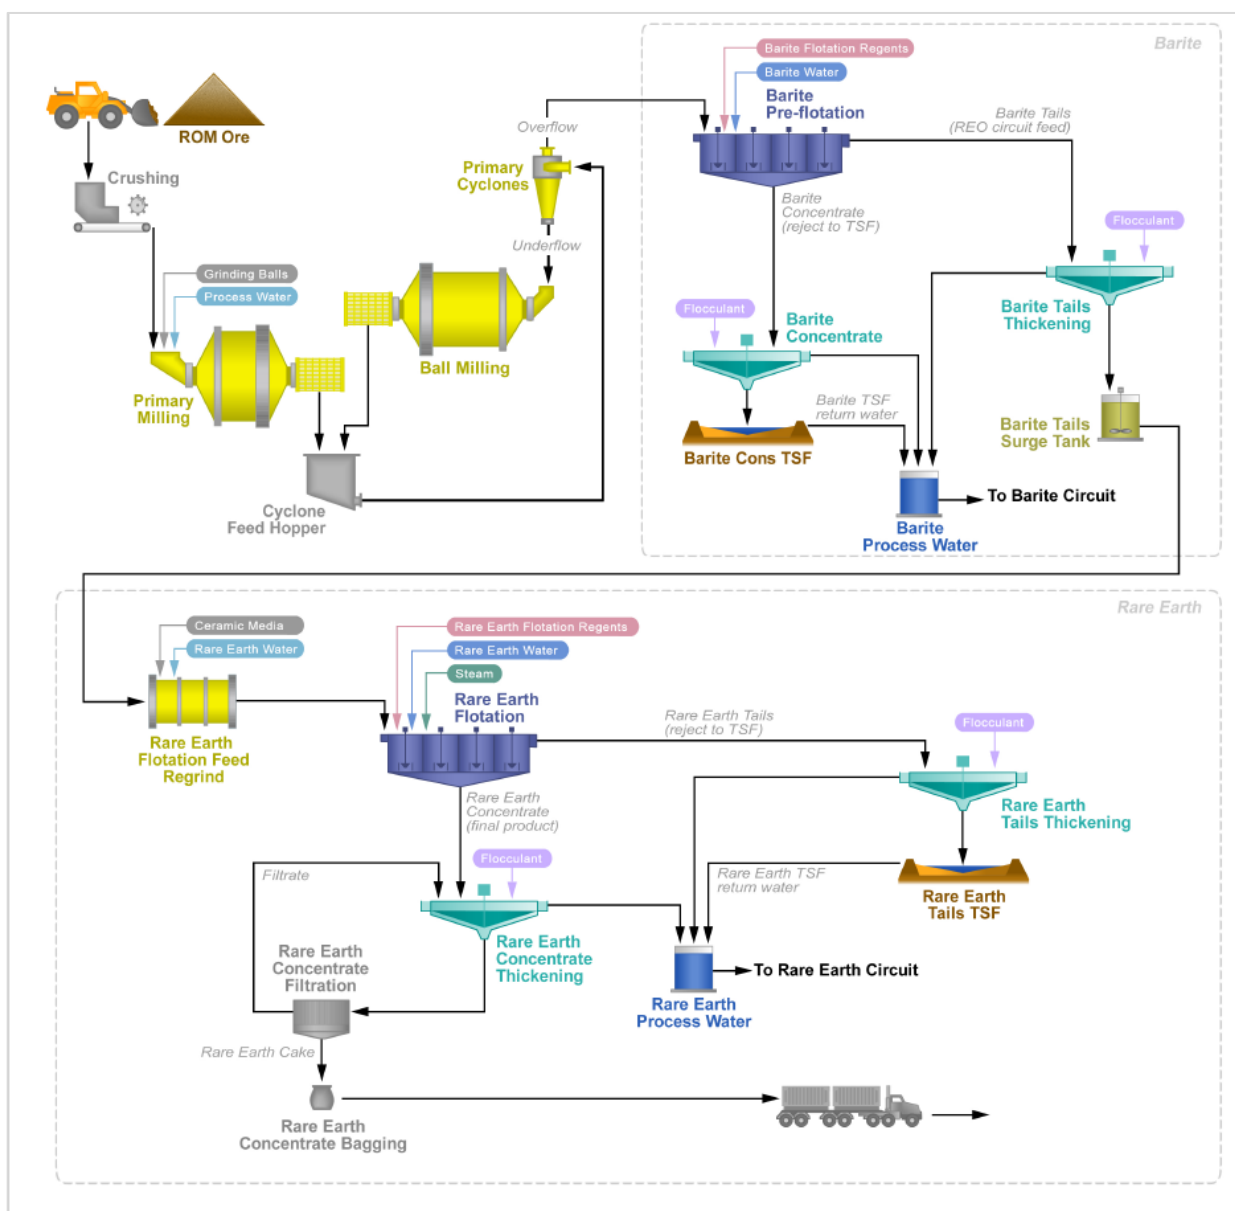 Barite
Barite Flotation Regents
Barite Water
Barite
Pre-flotation
Barite Tails
(REO circuit feed)
ROM Ore
Overflow
Primary
Cyclones
Crushing
Barite
Concentrate
(reject to TSF)
Flocculant
Underflow
Grinding Balls
Process Water
Barite Tails
Thickening
Flocculant
Barite
Concentrate
Ball Milling
Primary
Milling
Barite TSF
return water
Barite Tails
Surge Tank
Barite Cons TSF
To Barite Circuit
Cyclone
Feed Hopper
Barite
Process Water
Rare Earth
Ceramic Media
Rare Earth Water
Rare Earth Flotation Regents
Rare Earth Water
Steam
Rare Earth
Flotation
Rare Earth Tails
(reject to TSF)
Flocculant
Rare Earth
Flotation Feed
Regrind
Rare Earth
Concentrate
(final product)
Rare Earth
Tails Thickening
Filtrate
Flocculant
Rare Earth TSF
return water
Rare Earth
Tails TSF
Rare Earth
Concentrate
Thickening
Rare Earth
Concentrate
Filtration
To Rare Earth Circuit
Rare Earth
Process Water
Rare Earth Cake
Rare Earth
Concentrate Bagging